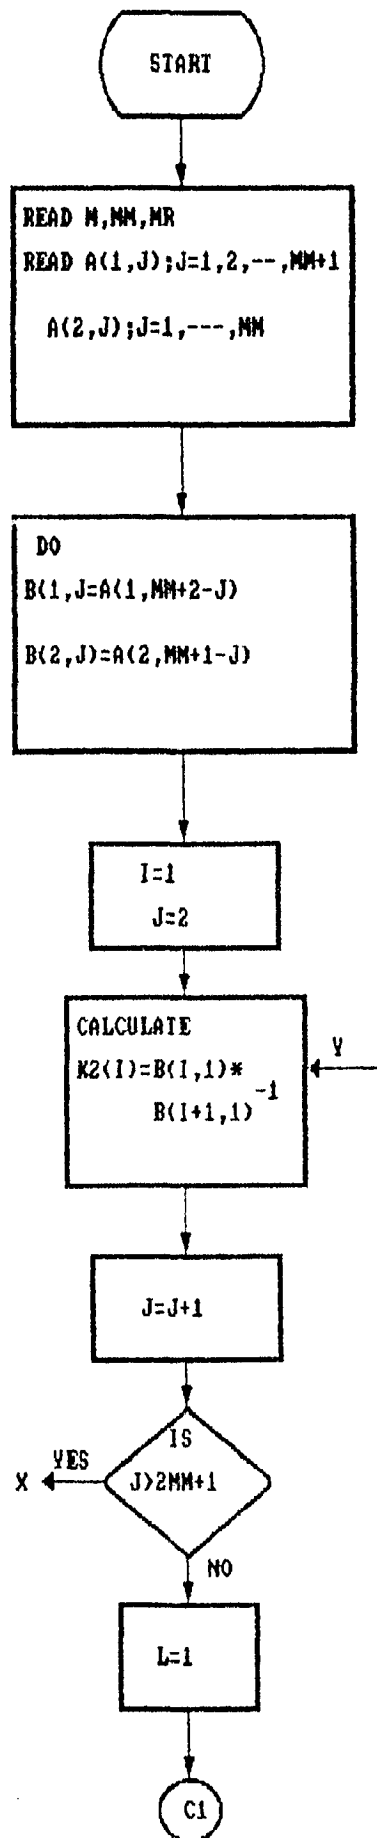 START
READ M,MM,MR
READ A(1,J);J=1,2,--,MM+1
A(2,J);J=1,---,MM
DO
B(1,J=A(1,MM+2-J)
B(2,J)=A(2,MM+1-J)
I=1
J=2
CALCULATE
K2(I)=B(I,1)*
B(I+1,1)-1
Y
J=J+1
IS
J>2MM+1
YES
X
NO
L=1
C1